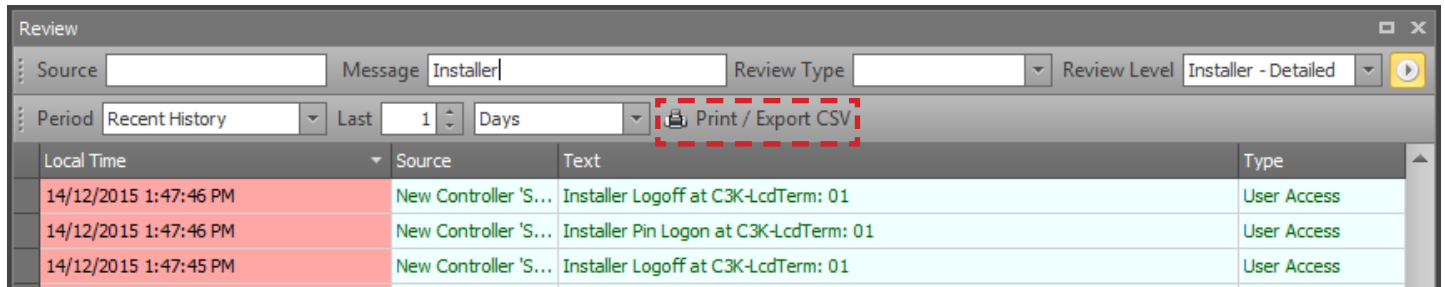 Review
Source Message Installer Review Type Review Level Installer - Detailed
Period Recent History Last 1 Days Print / Export CSV
Local Time Source Text Type
14/12/2015 1:47:46 PM New Controller 'S... Installer Logoff at C3K-LcdTerm: 01 User Access
14/12/2015 1:47:46 PM New Controller 'S... Installer Pin Logon at C3K-LcdTerm: 01 User Access
14/12/2015 1:47:45 PM New Controller 'S... Installer Logoff at C3K-LcdTerm: 01 User Access